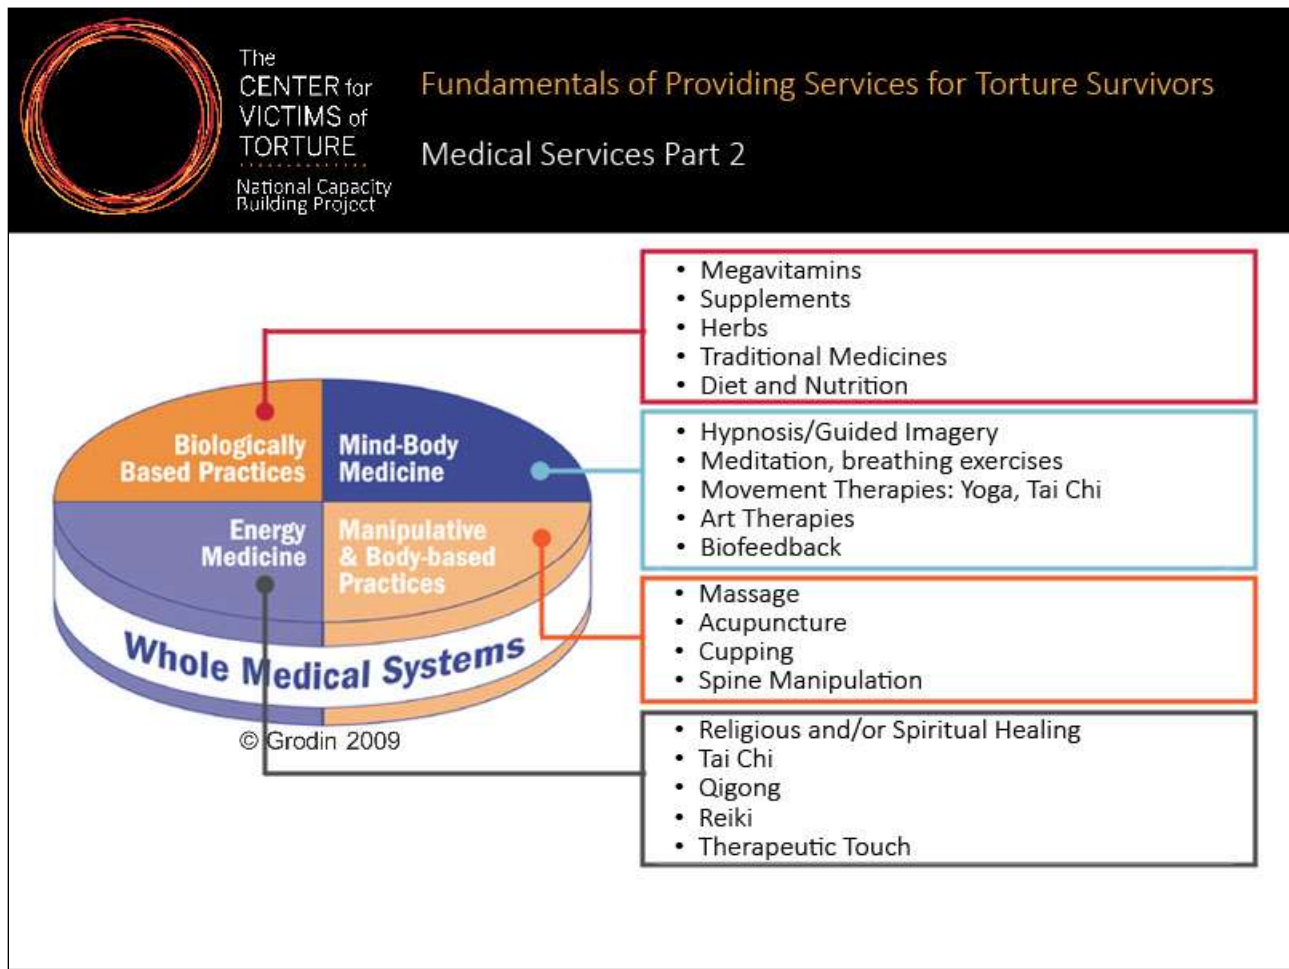 The
CENTER for
VICTIMS of
TORTURE
National Capacity
Building Project
Fundamentals of Providing Services for Torture Survivors
Medical Services Part 2
Biologically
Based Practices
Mind-Body
Medicine
Energy
Medicine
Manipulative
& Body-based
Practices
Whole Medical Systems
© Grodin 2009
• Megavitamins
• Supplements
• Herbs
• Traditional Medicines
• Diet and Nutrition
• Hypnosis/Guided Imagery
• Meditation, breathing exercises
• Movement Therapies: Yoga, Tai Chi
• Art Therapies
• Biofeedback
• Massage
• Acupuncture
• Cupping
• Spine Manipulation
• Religious and/or Spiritual Healing
• Tai Chi
• Qigong
• Reiki
• Therapeutic Touch